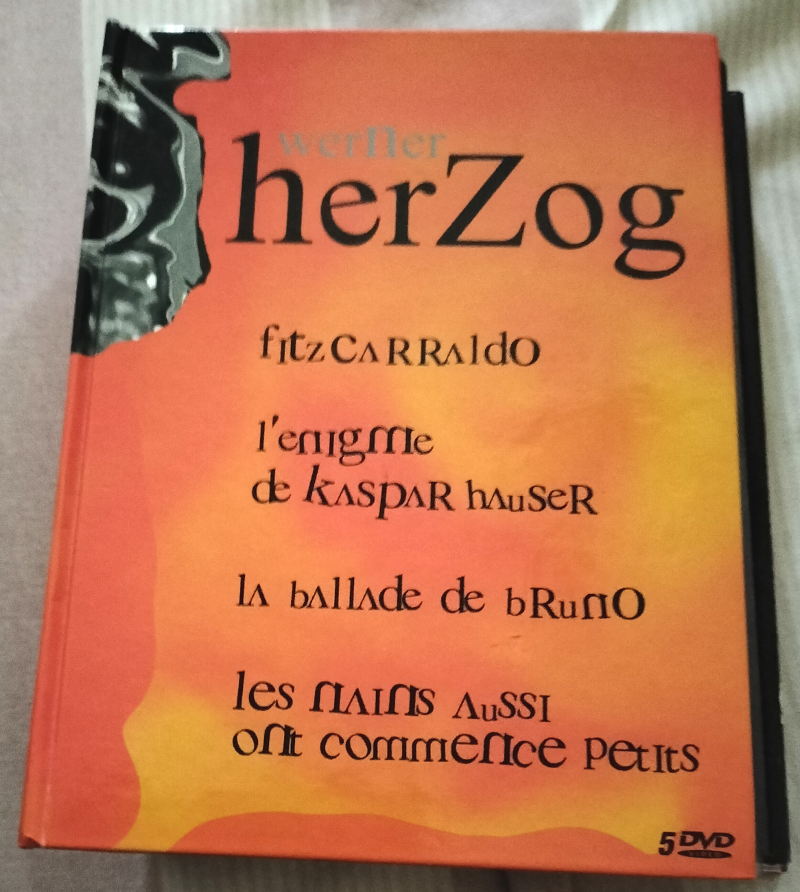 werner
herZog
fitzCARRAldO
l'enigme
de kASpAR hAuSeR
lA bAllAde de bRunO
les nAINS AuSSI
ont commence petits
5 DVD
VIDEO